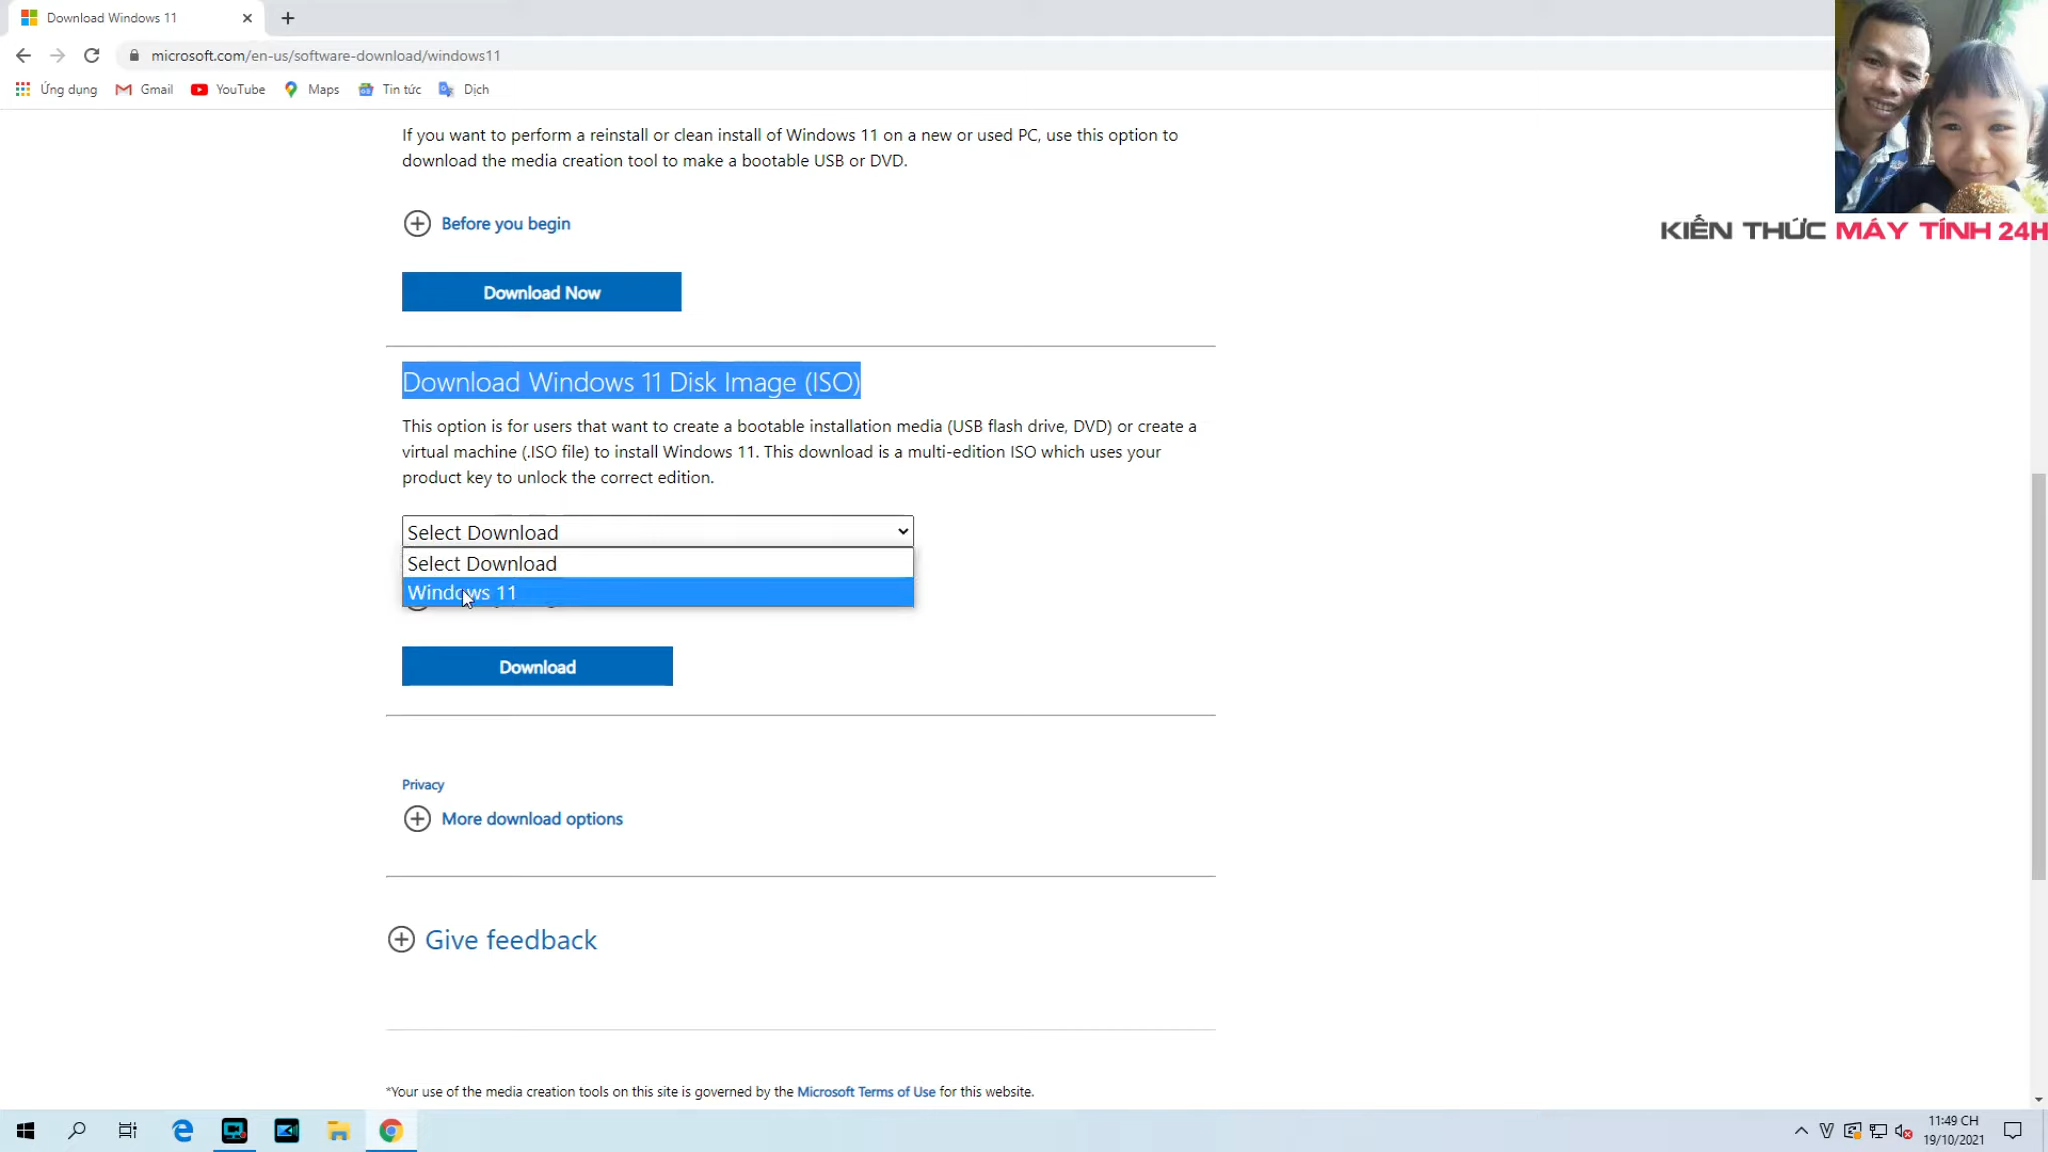 Download Windows 11
microsoft.com/en-us/software-download/windows11
Ứng dụng Gmail YouTube Maps Tin tức Dịch
KIẾN THỨC MÁY TÍNH 24H
If you want to perform a reinstall or clean install of Windows 11 on a new or used PC, use this option to
download the media creation tool to make a bootable USB or DVD.
Before you begin
Download Now
Download Windows 11 Disk Image (ISO)
This option is for users that want to create a bootable installation media (USB flash drive, DVD) or create a
virtual machine (.ISO file) to install Windows 11. This download is a multi-edition ISO which uses your
product key to unlock the correct edition.
Select Download
Select Download
Windows 11
Download
Privacy
More download options
Give feedback
*Your use of the media creation tools on this site is governed by the Microsoft Terms of Use for this website.
11:49 CH
19/10/2021